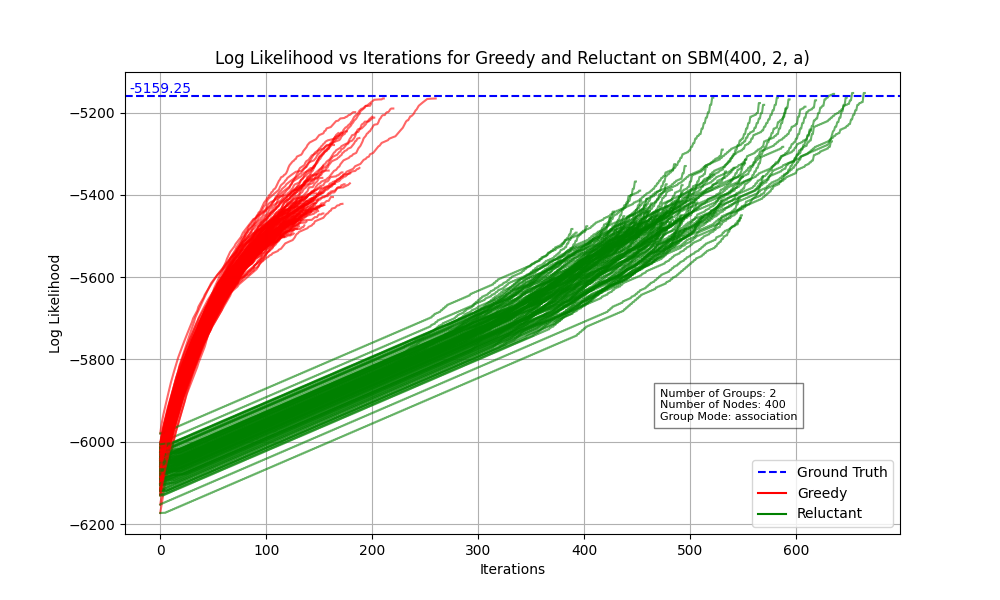 Log Likelihood vs Iterations for Greedy and Reluctant on SBM(400, 2, a)
-5159.25
Log Likelihood
−5200
−5400
−5600
−5800
−6000
−6200
Number of Groups: 2
Number of Nodes: 400
Group Mode: association
Ground Truth
Greedy
Reluctant
0 100 200 300 400 500 600
Iterations